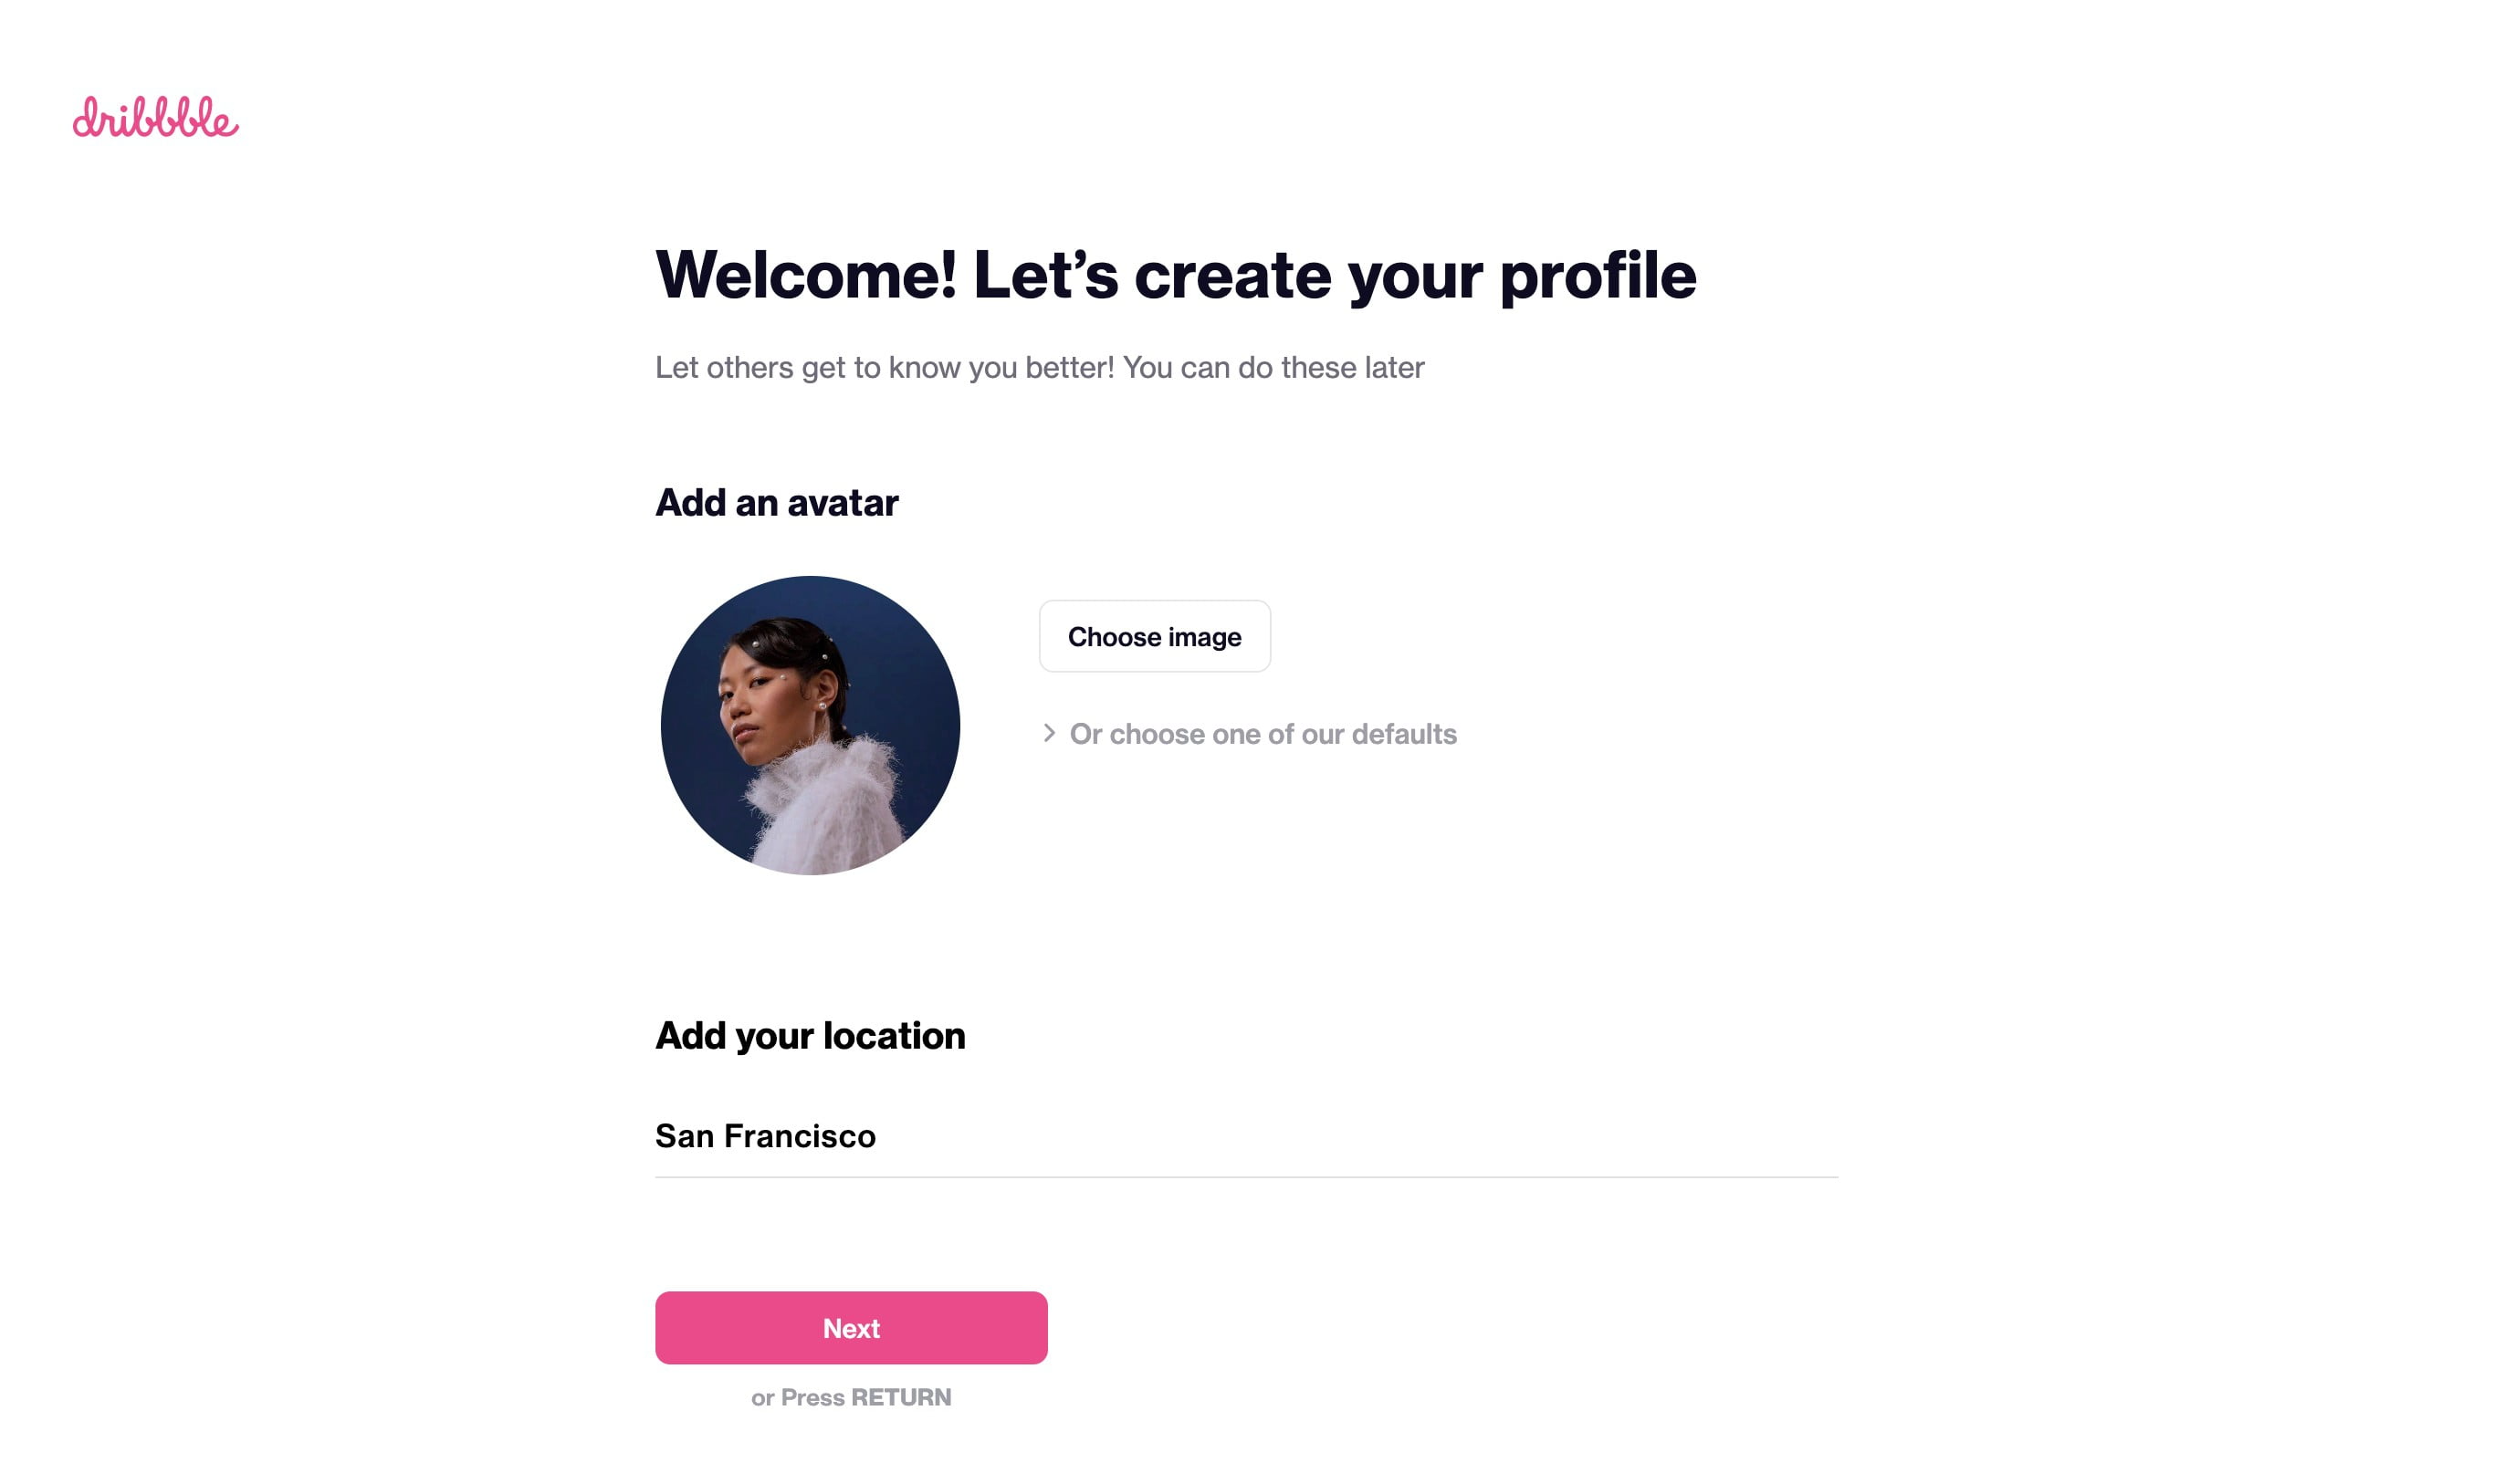 dribbble
Welcome! Let’s create your profile
Let others get to know you better! You can do these later
Add an avatar
Choose image
Or choose one of our defaults
Add your location
San Francisco
Next
or Press RETURN